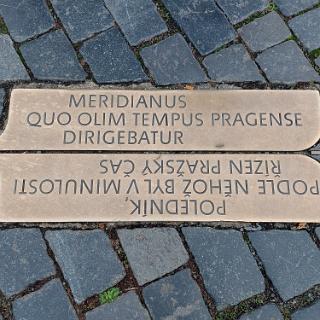 MERIDIANUS
QUO OLIM TEMPUS PRAGENSE
DIRIGEBATUR
POLEDNÍK,
PODLE NĚHOŽ BYL V MINULOSTI
ŘÍZEN PRAŽSKÝ ČAS